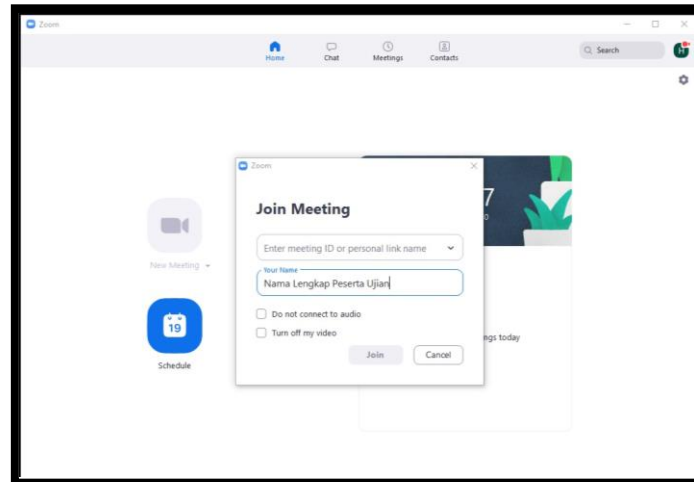 Zoom
Home
Chat
Meetings
Contacts
Search
H
Zoom
Join Meeting
Enter meeting ID or personal link name
Your Name
Nama Lengkap Peserta Ujian
Do not connect to audio
Turn off my video
Join
Cancel
New Meeting
19
Schedule
7
0
ngs today